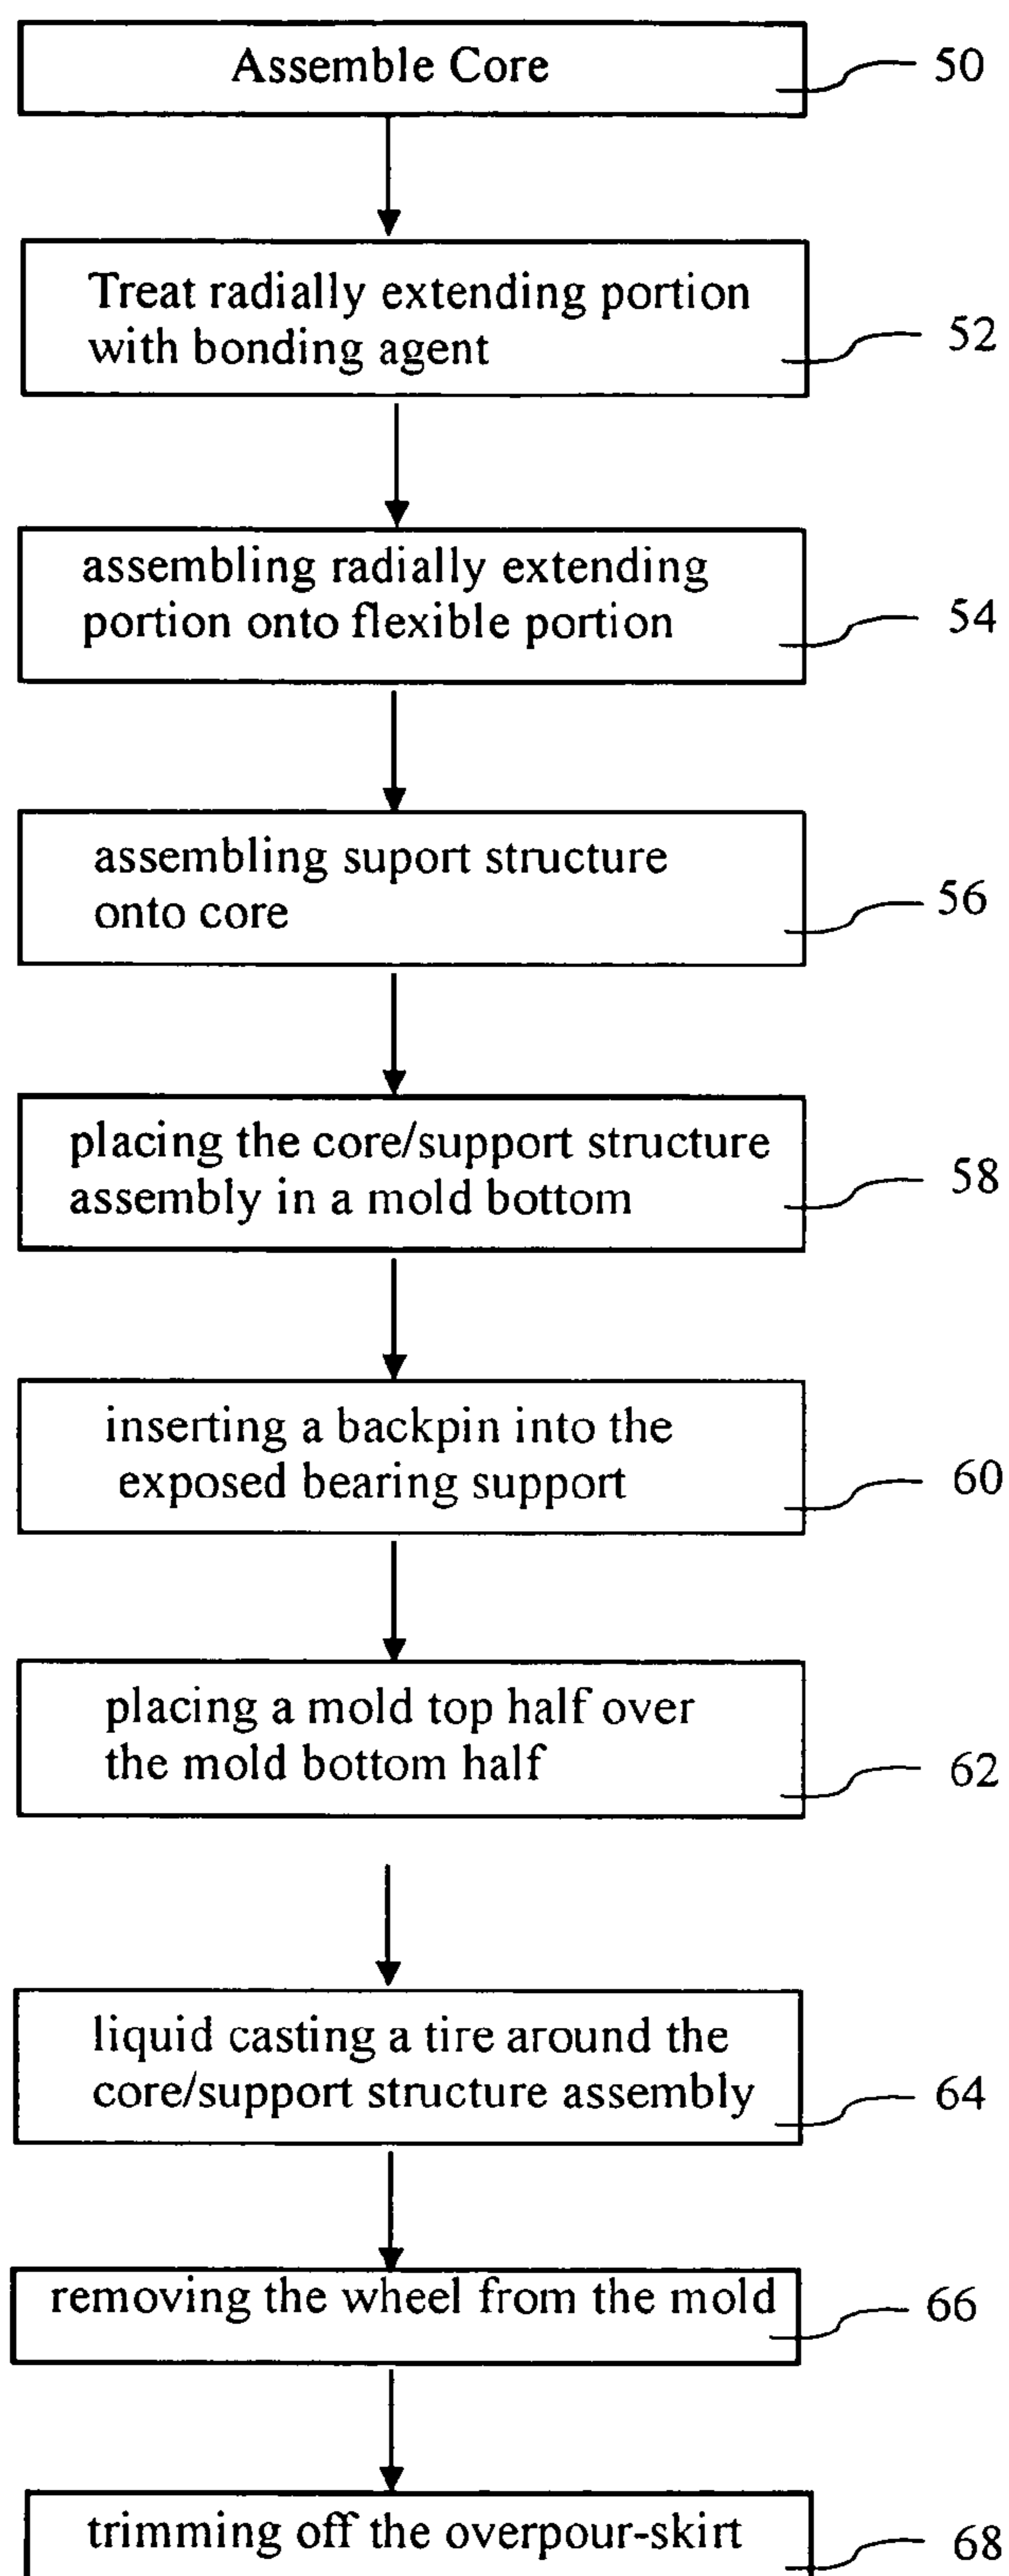 Assemble Core
50
Treat radially extending portion
with bonding agent
52
assembling radially extending
portion onto flexible portion
54
assembling suport structure
onto core
56
placing the core/support structure
assembly in a mold bottom
58
inserting a backpin into the
exposed bearing support
60
placing a mold top half over
the mold bottom half
62
liquid casting a tire around the
core/support structure assembly
64
removing the wheel from the mold
66
trimming off the overpour-skirt
68